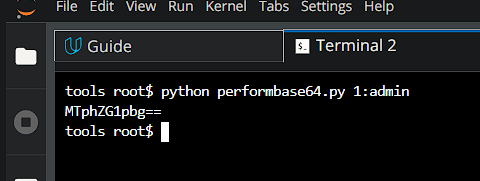 File Edit View Run Kernel Tabs Settings Help
Guide
Terminal 2
tools root$ python performbase64.py 1:admin
MTphZG1pbg==
tools root$